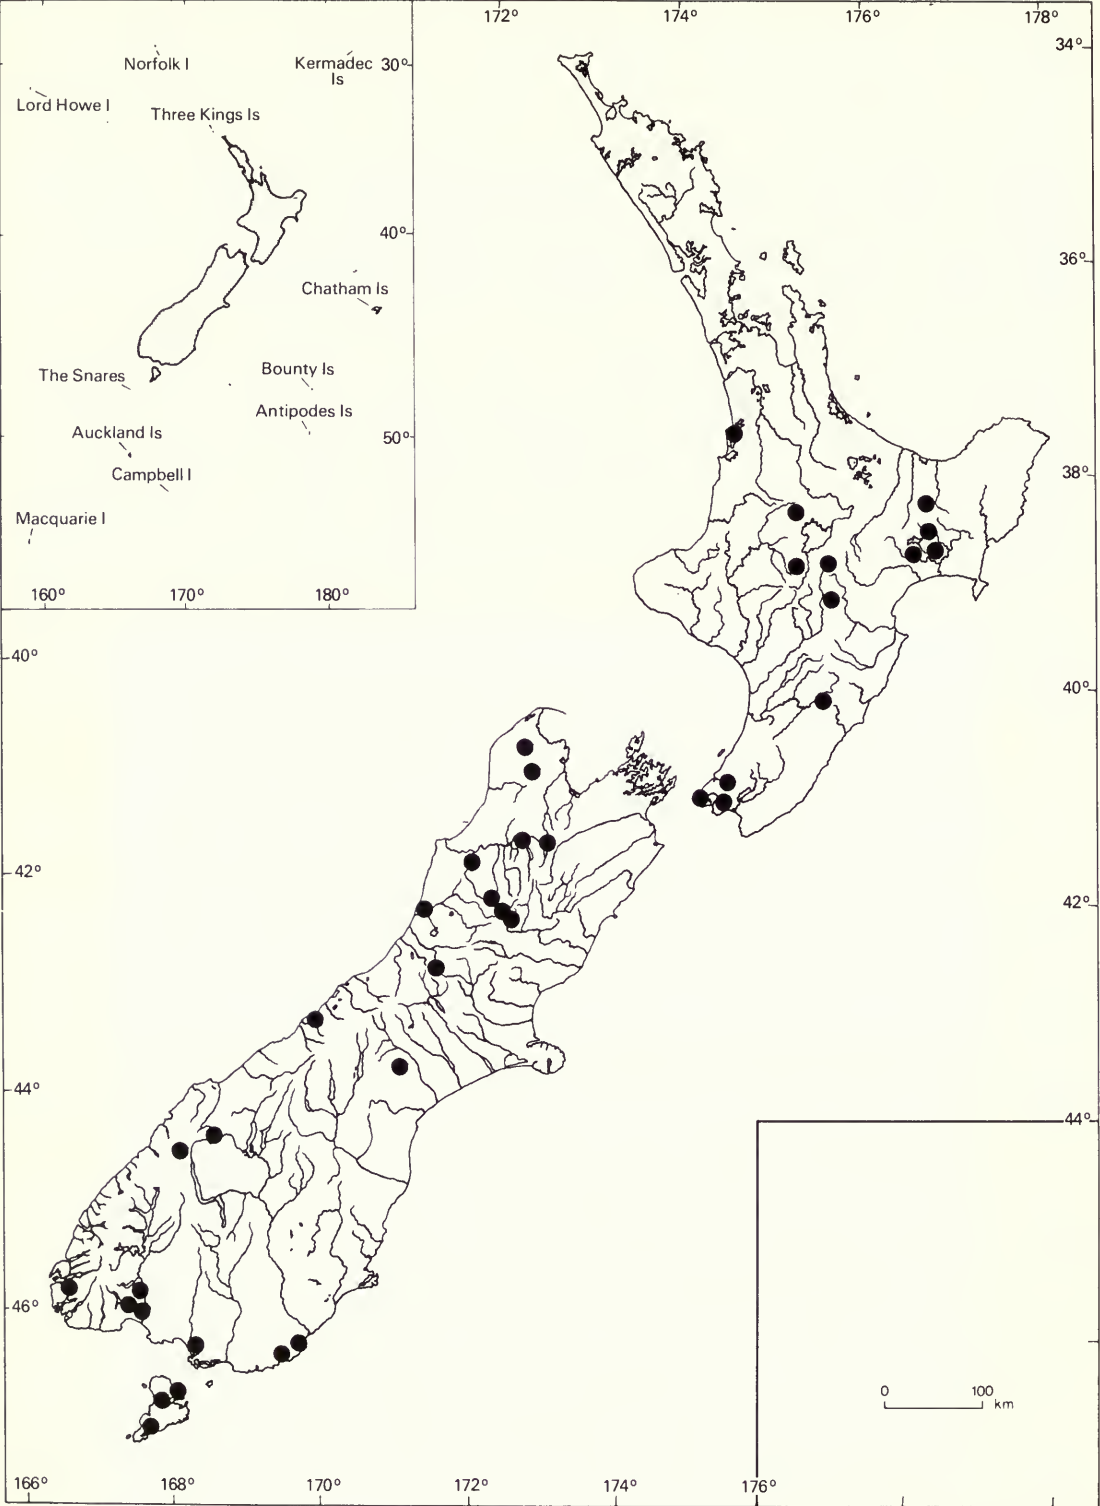 172° 174° 176° 178°
34°
Norfolk I
Kermadec 30°
Is
Lord Howe I
Three Kings Is
40°
36°
Chatham Is
The Snares
Bounty Is
Antipodes Is
Auckland Is
50°
Campbell I
38°
Macquarie I
160° 170° 180°
40°
40°
42°
42°
44°
44°
46°
0 100
km
166° 168° 170° 172° 174° 176°